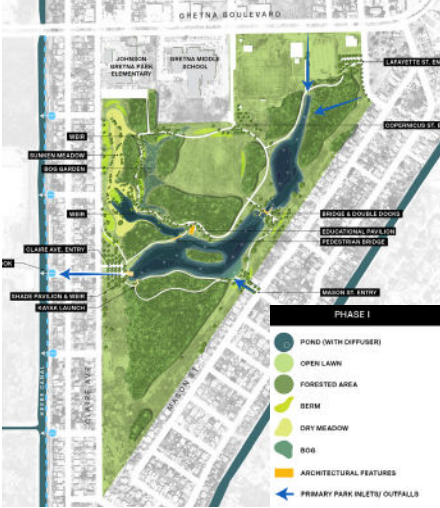 GRETNA BOULEVARD
JOHNSON
GRETNA PARK
ELEMENTARY
GRETNA MIDDLE
SCHOOL
LAFAYETTE ST. EN
COPERNICUS ST. E
WEIR
SUNKEN MEADOW
BOG GARDEN
WEIR
CLAIRE AVE. ENTRY
OOK
SHADE PAVILION & WEIR
KAYAK LAUNCH
BRIDGE & DOUBLE DOCKS
EDUCATIONAL PAVILION
PEDESTRIAN BRIDGE
MASON ST. ENTRY
CLAIRE AVE
MASON ST
PHASE I
POND (WITH DIFFUSER)
OPEN LAWN
FORESTED AREA
BERM
DRY MEADOW
BOG
ARCHITECTURAL FEATURES
PRIMARY PARK INLETS/ OUTFALLS